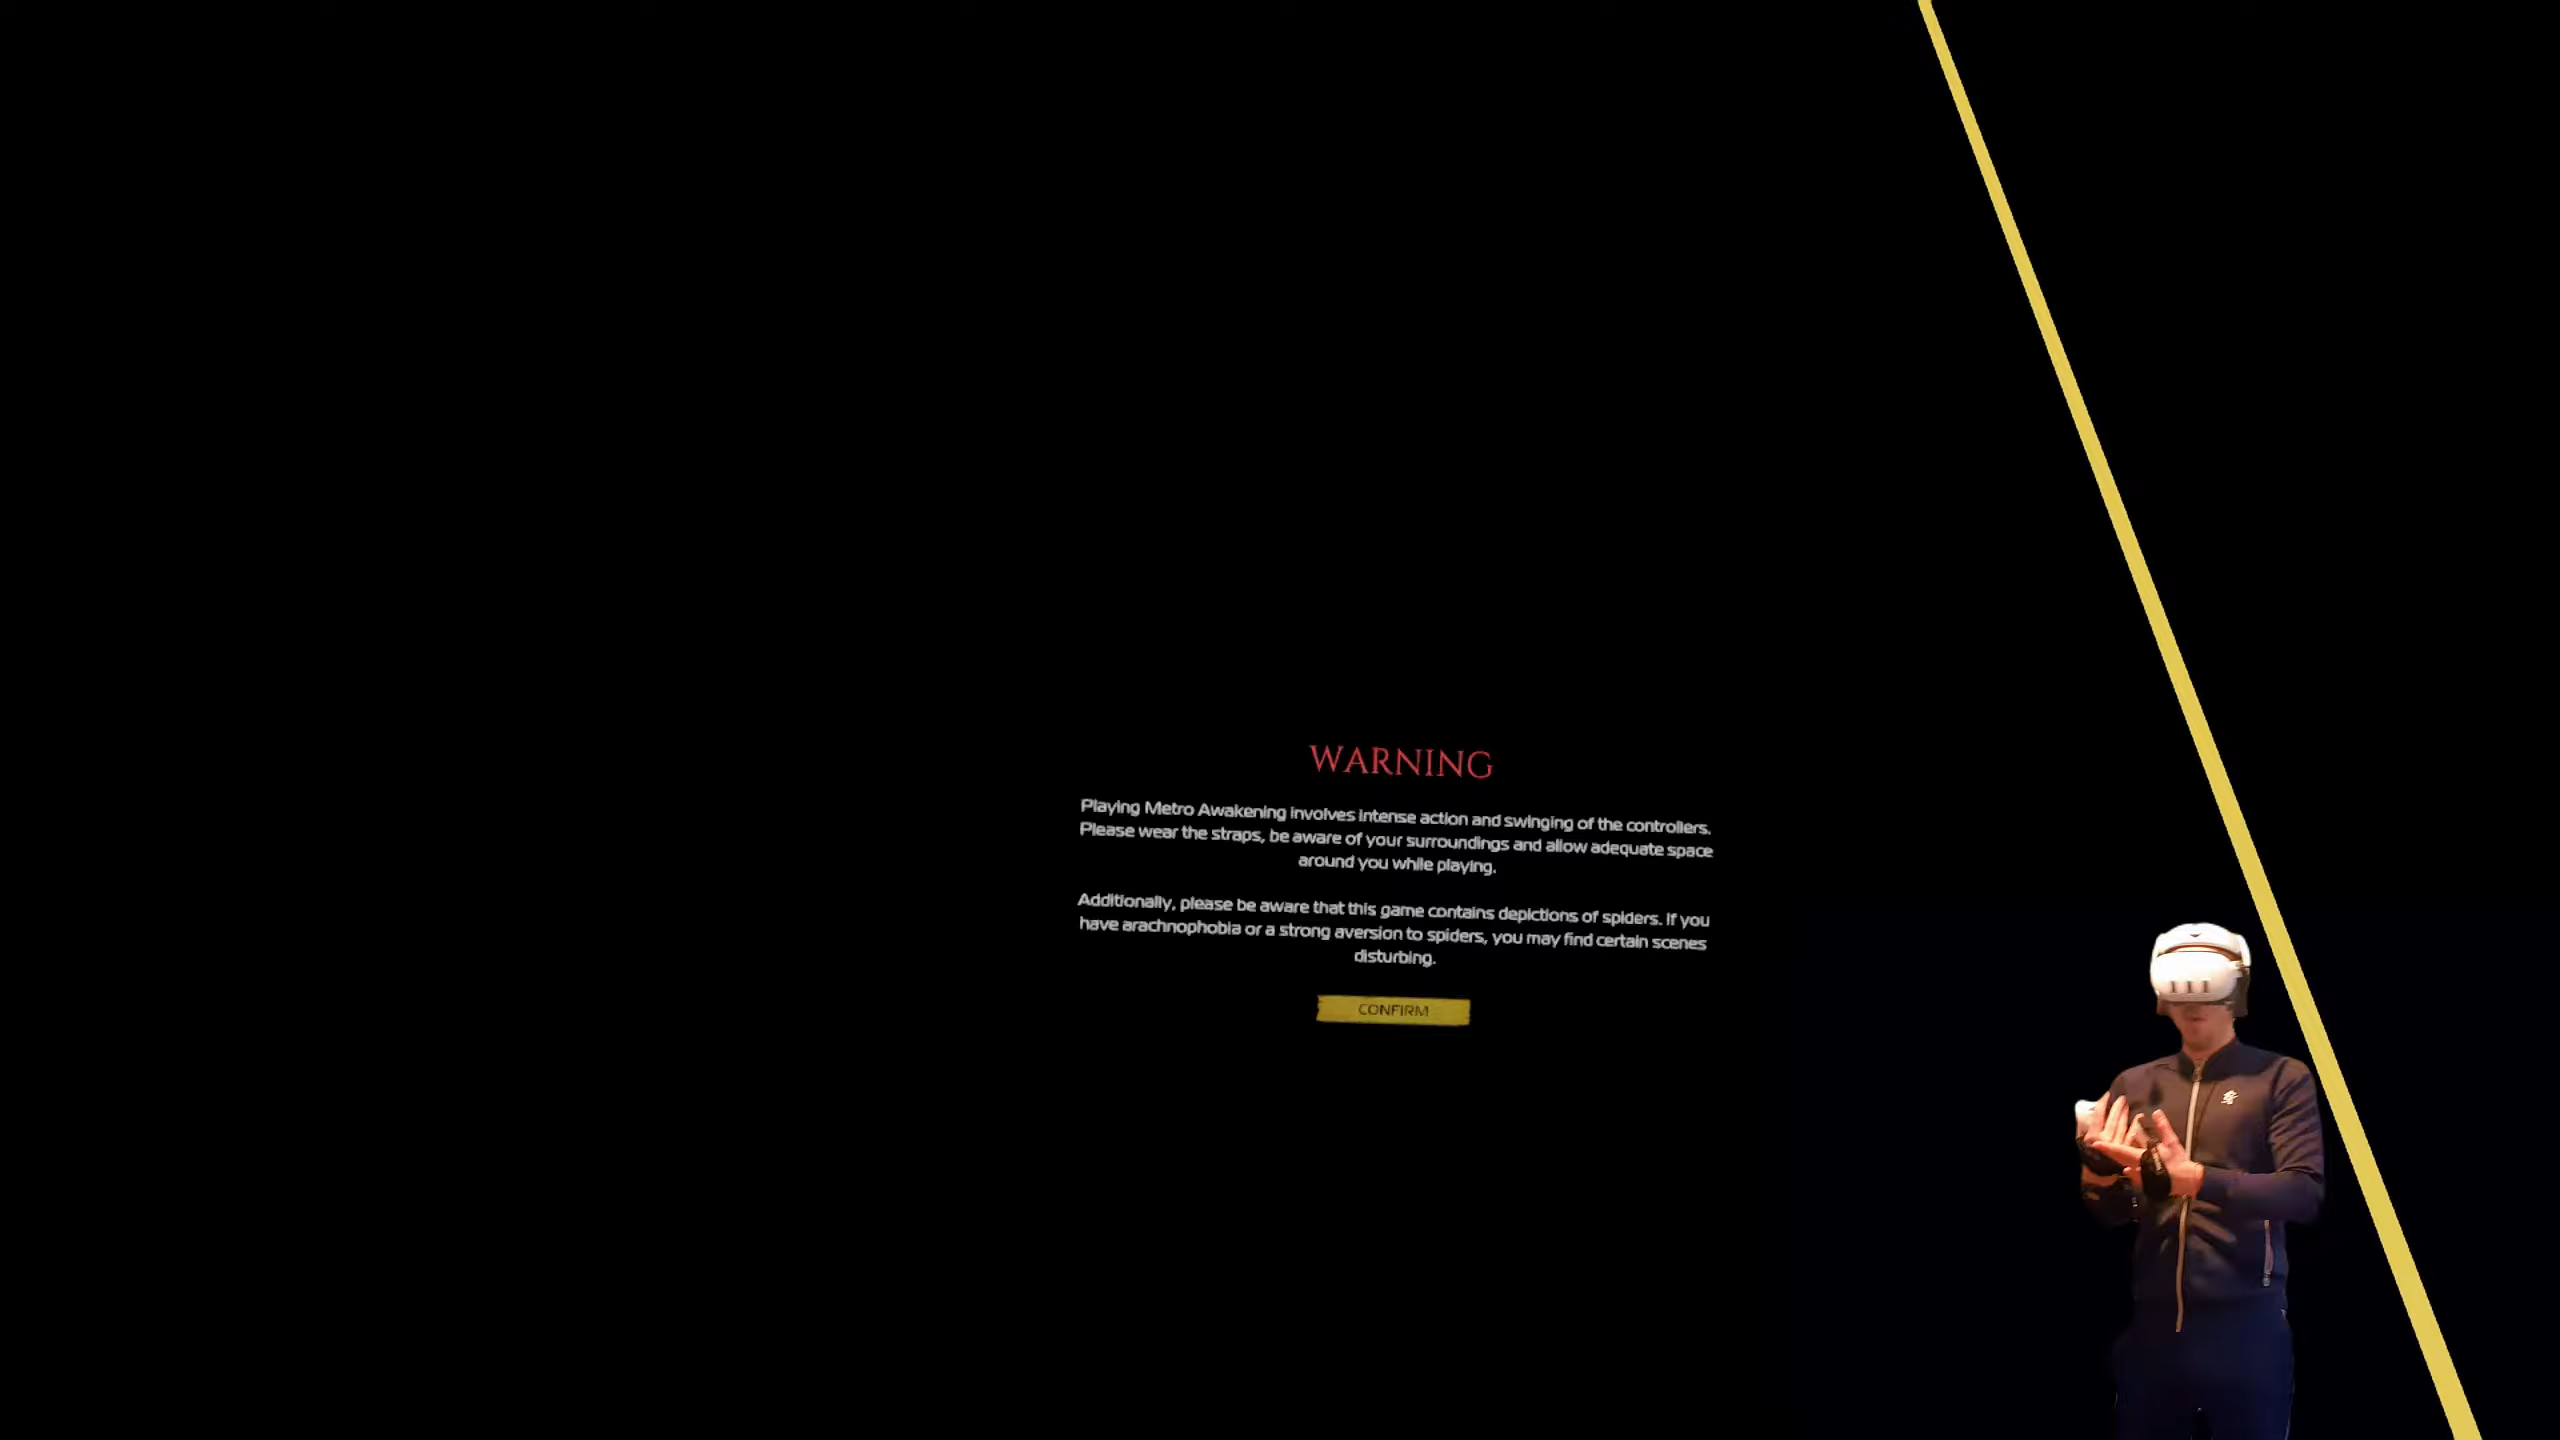 WARNING
Playing Metro Awakening involves intense action and swinging of the controllers.
Please wear the straps, be aware of your surroundings and allow adequate space
around you while playing.
Additionally, please be aware that this game contains depictions of spiders. If you
have arachnophobia or a strong aversion to spiders, you may find certain scenes
disturbing.
CONFIRM